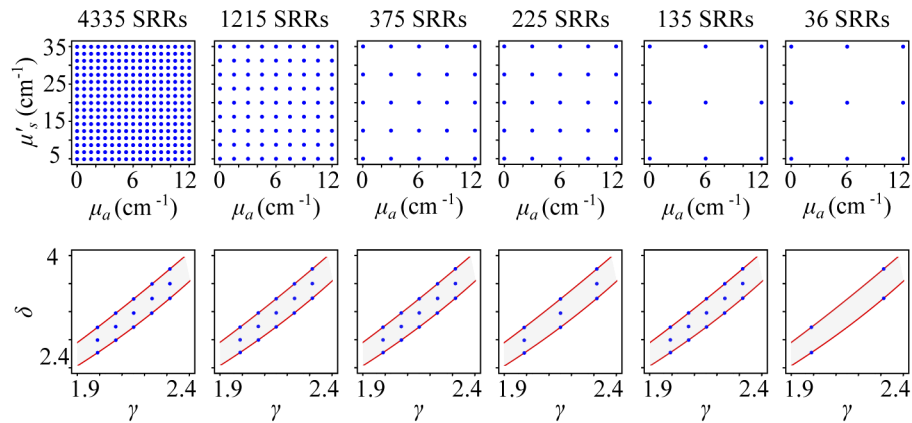 4335 SRRs 1215 SRRs 375 SRRs 225 SRRs 135 SRRs 36 SRRs
μ′s (cm⁻¹)
35
25
15
5
0 6 12 0 6 12 0 6 12 0 6 12 0 6 12 0 6 12
μa (cm⁻¹) μa (cm⁻¹) μa (cm⁻¹) μa (cm⁻¹) μa (cm⁻¹) μa (cm⁻¹)
4
δ
2.4
1.9 2.4 1.9 2.4 1.9 2.4 1.9 2.4 1.9 2.4 1.9 2.4
γ γ γ γ γ γ